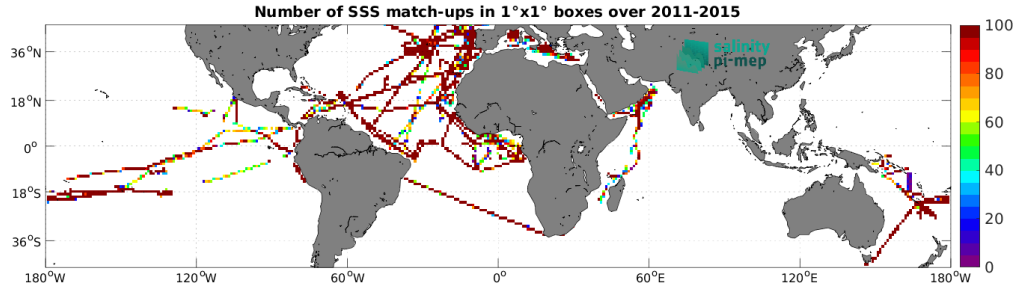 Number of SSS match-ups in 1°x1° boxes over 2011-2015
36°N
18°N
0°
18°S
36°S
180°W
120°W
60°W
0°
60°E
120°E
180°W
100
80
60
40
20
0
salinity
pi-mep